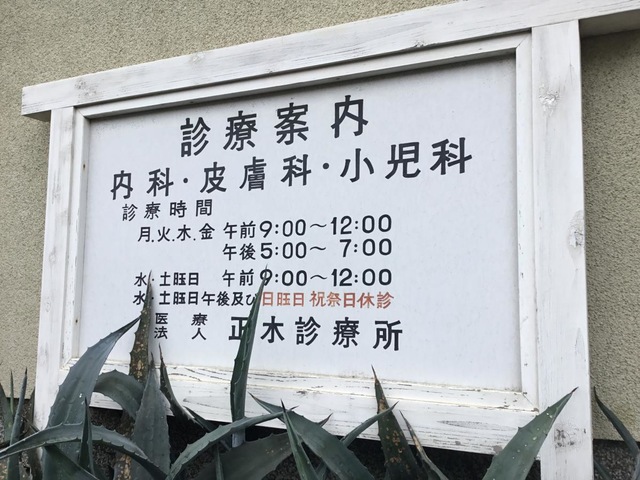 診療案内
内科・皮膚科・小児科
診療時間
月.火.木.金 午前9:00～12:00
午後5:00～ 7:00
水・土旺日 午前9:00～12:00
水・土旺日午後及び日旺日 祝祭日休診
医療法人 正木診療所